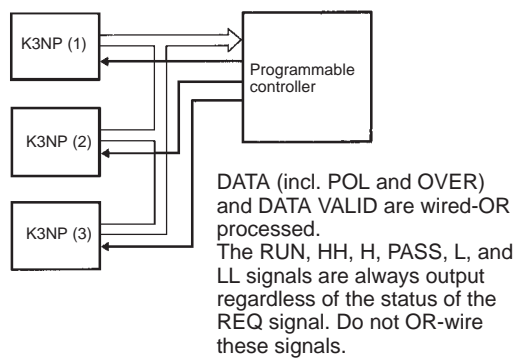 K3NP (1)
Programmable
controller
K3NP (2)
K3NP (3)
DATA (incl. POL and OVER)
and DATA VALID are wired-OR
processed.
The RUN, HH, H, PASS, L, and
LL signals are always output
regardless of the status of the
REQ signal. Do not OR-wire
these signals.